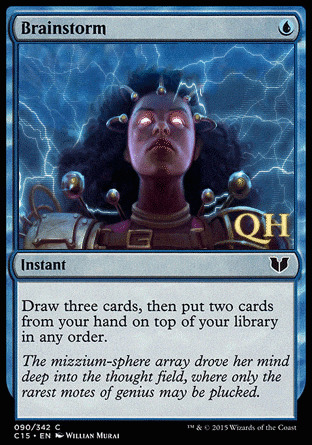 Brainstorm
QH
Instant
Draw three cards, then put two cards
from your hand on top of your library
in any order.
The mizzium-sphere array drove her mind
deep into the thought field, where only the
rarest motes of genius may be plucked.
090/342 C
C15 • EN Willian Murai
™ & © 2015 Wizards of the Coast